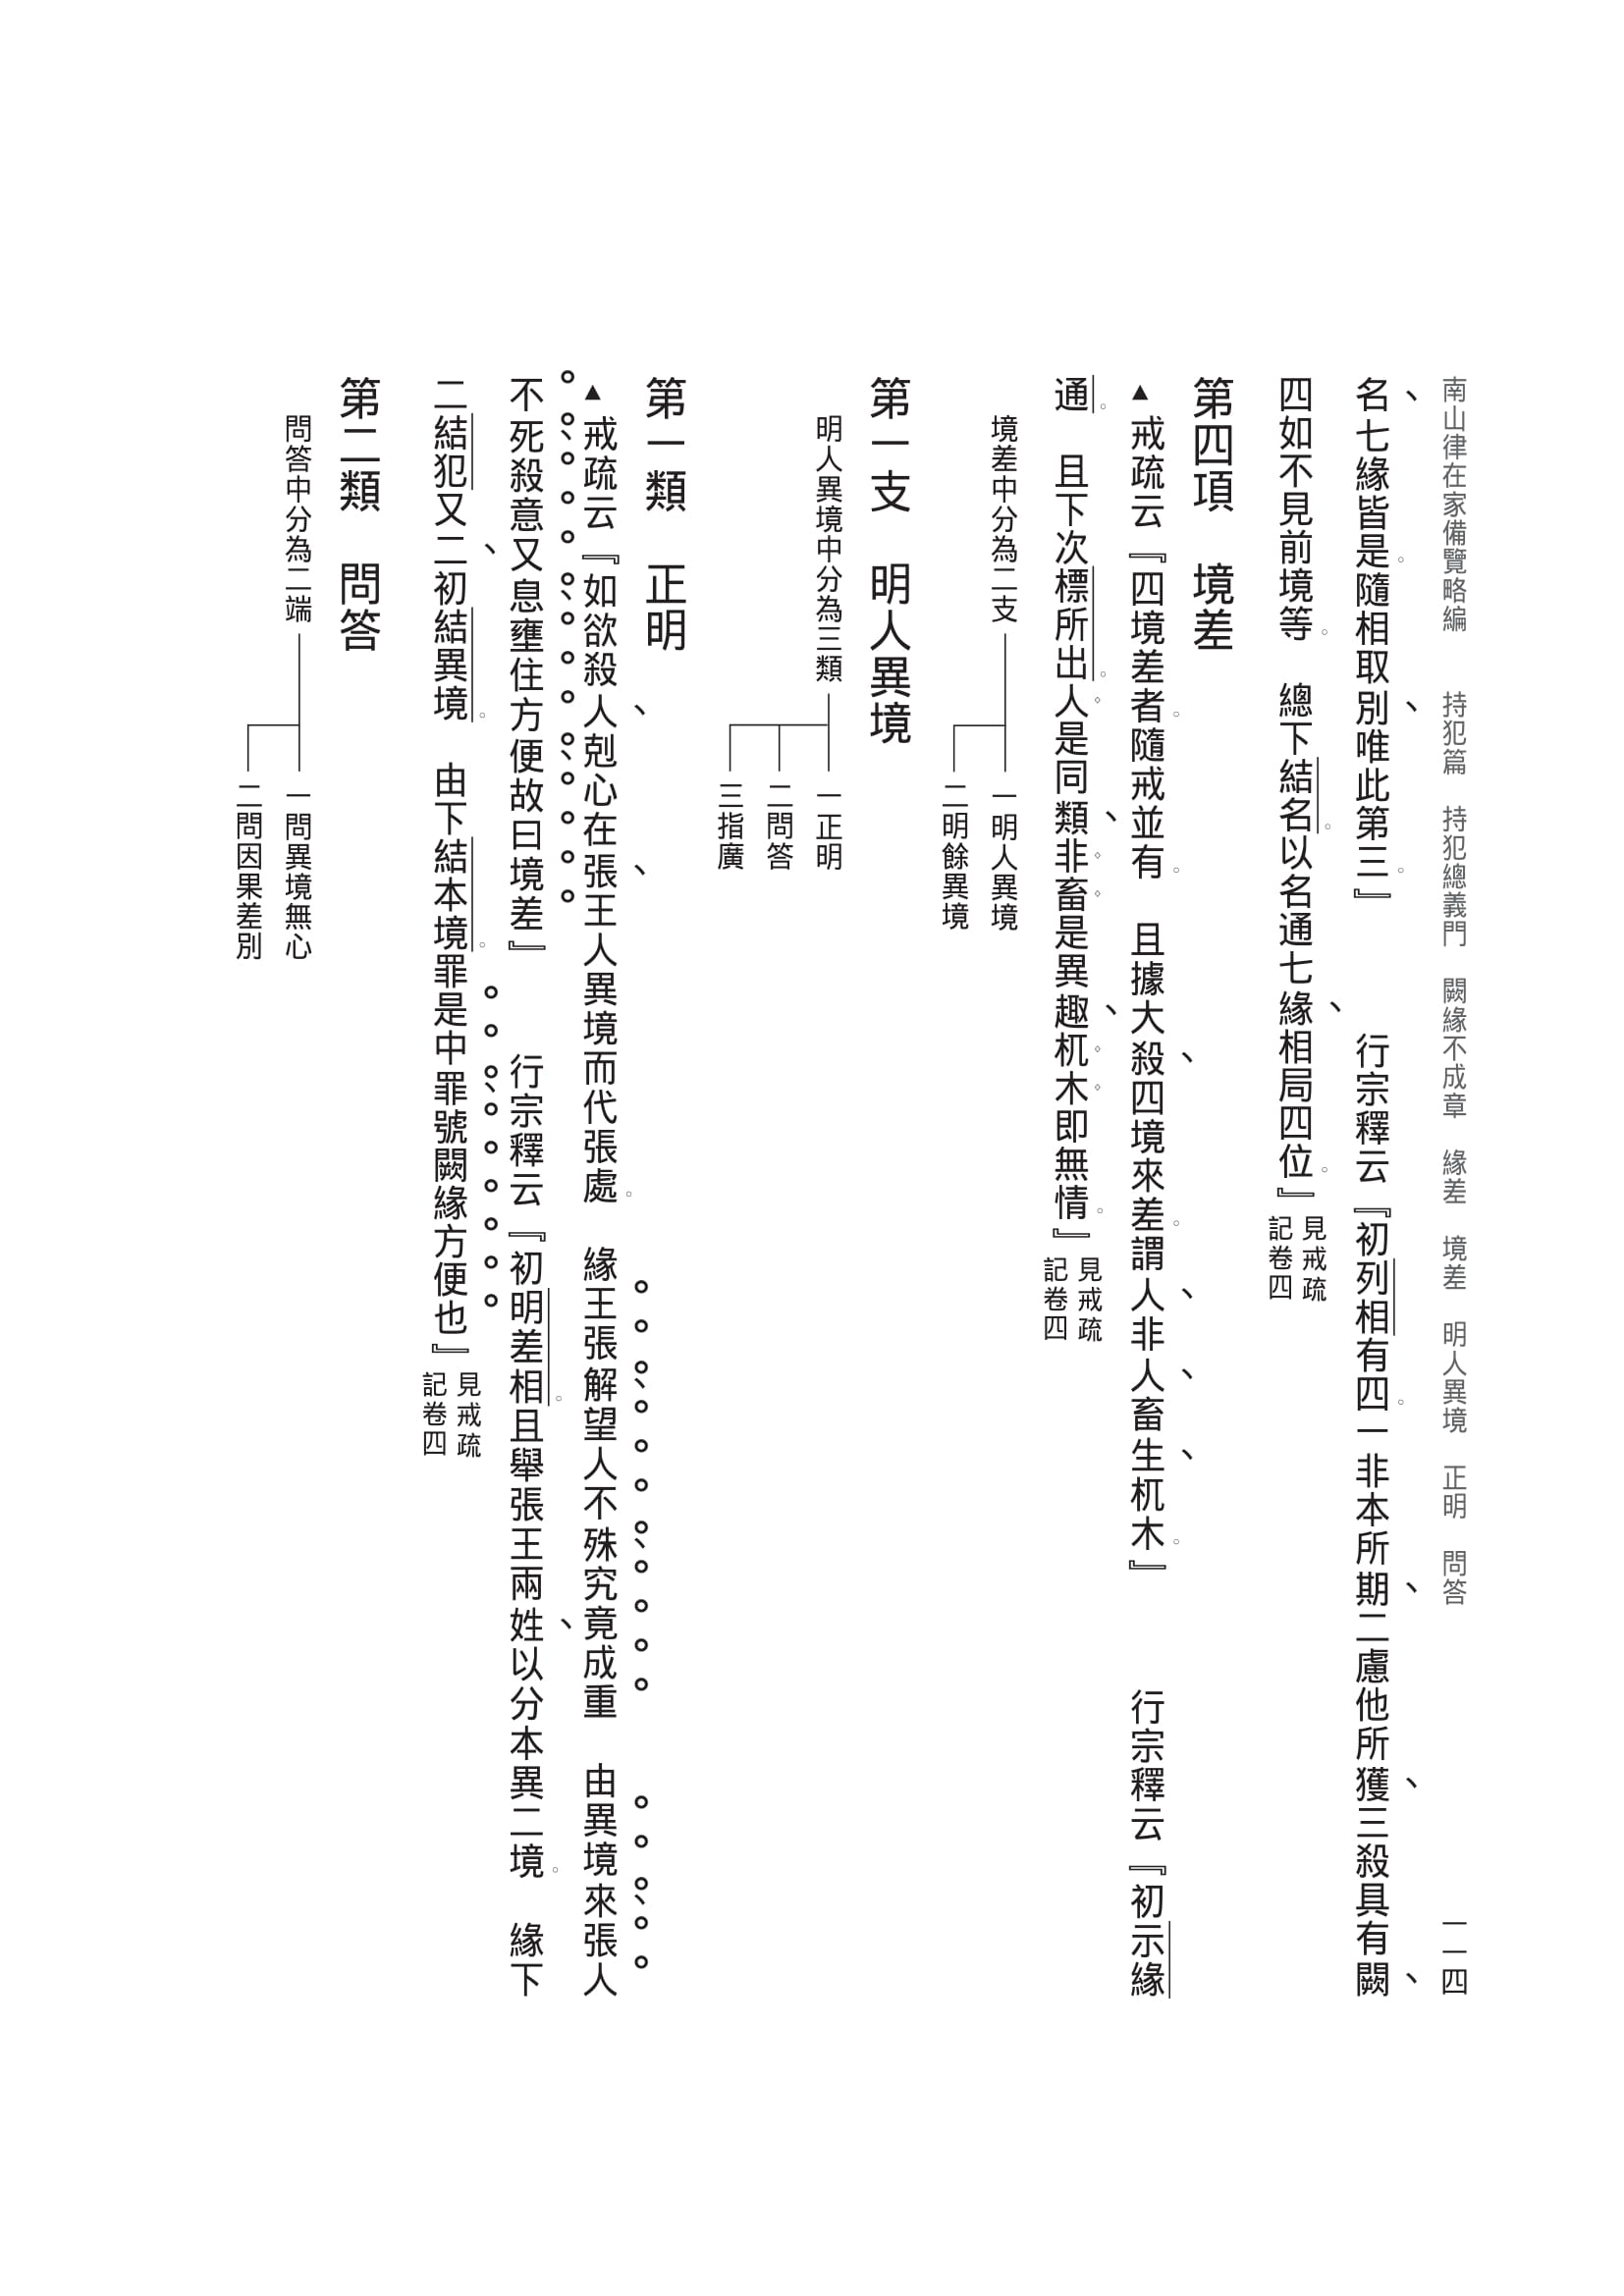 南山律在家備覽略編　持犯篇　持犯總義門　闕緣不成章　緣差　境差　明人異境　正明　問答　一一四
名、七緣皆是。隨相取別、唯此第三。』　行宗釋云『初列相有四。一非本所期、二慮他所獲、三殺具有闕、
四如不見前境等。　總下結名。以名通七緣、相局四位。』見戒疏記卷四
第四項　境差
▲戒疏云『四境差者。隨戒並有。　且據大殺、四境來差。謂人、非人、畜生、杌木。』　行宗釋云『初示緣
通。　且下次標所出。人是同類、非畜是異趣、杌木即無情。』見戒疏記卷四
境差中分為二支
一明人異境
二明餘異境
第一支　明人異境
明人異境中分為三類
一正明
二問答
三指廣
第一類　正明
▲戒疏云『如欲殺人、剋心在張、王人異境而代張處。　緣王張解、望人不殊、究竟成重　由異境來、張人
不死、殺意又息、壅住方便、故曰境差』　行宗釋云『初明差相。且舉張王兩姓、以分本異二境。　緣下
二結犯又二、初結異境。　由下結本境。罪是中罪、號闕緣方便也』見戒疏記卷四
第二類　問答
問答中分為二端
一問異境無心
二問因果差別